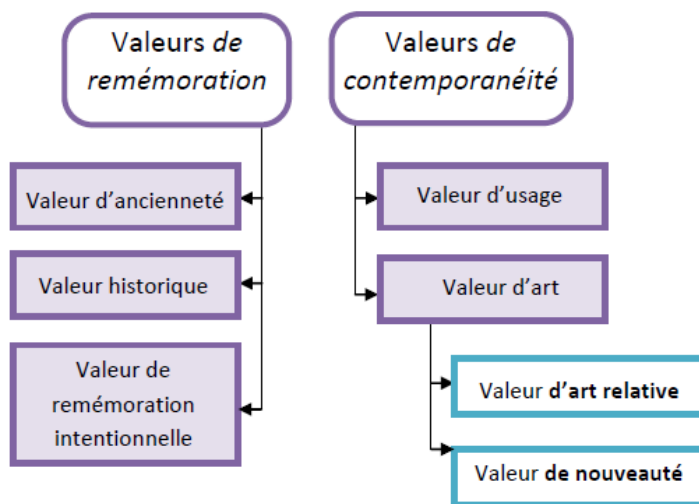 Valeurs de
remémoration
Valeur d'ancienneté
Valeur historique
Valeur de
remémoration
intentionnelle
Valeurs de
contemporanéité
Valeur d'usage
Valeur d'art
Valeur d'art relative
Valeur de nouveauté